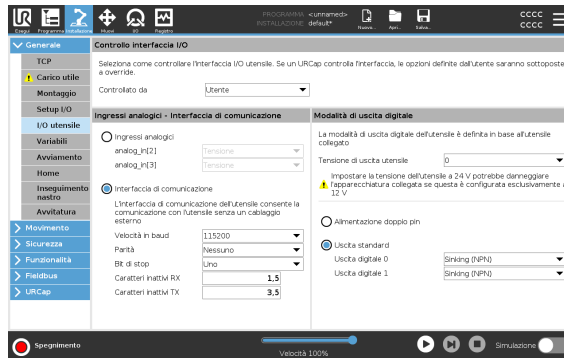 PROGRAMMA <unnamed>
INSTALLAZIONE default*
Esegui Programma Installazione Muovi I/O Registro Nuova... Apri... Salva...
cccc
cccc
Generale
TCP
Carico utile
Montaggio
Setup I/O
I/O utensile
Variabili
Avviamento
Home
Inseguimento
nastro
Avvitatura
Movimento
Sicurezza
Funzionalità
Fieldbus
URCap
Controllo interfaccia I/O
Seleziona come controllare l'interfaccia I/O utensile. Se un URCap controlla l'interfaccia, le opzioni definite dall'utente saranno sottoposte
a override.
Controllato da Utente
Ingressi analogici - Interfaccia di comunicazione
Ingressi analogici
analog_in[2] Tensione
analog_in[3] Tensione
Interfaccia di comunicazione
L'interfaccia di comunicazione dell'utensile consente la
comunicazione con l'utensile senza un cablaggio
esterno
Velocità in baud 115200
Parità Nessuno
Bit di stop Uno
Caratteri inattivi RX 1,5
Caratteri inattivi TX 3,5
Modalità di uscita digitale
La modalità di uscita digitale dell'utensile è definita in base all'utensile
collegato
Tensione di uscita utensile 0
Impostare la tensione dell'utensile a 24 V potrebbe danneggiare
l'apparecchiatura collegata se questa è configurata esclusivamente a
12 V
Alimentazione doppio pin
Uscita standard
Uscita digitale 0 Sinking (NPN)
Uscita digitale 1 Sinking (NPN)
Spegnimento
Velocità 100%
Simulazione